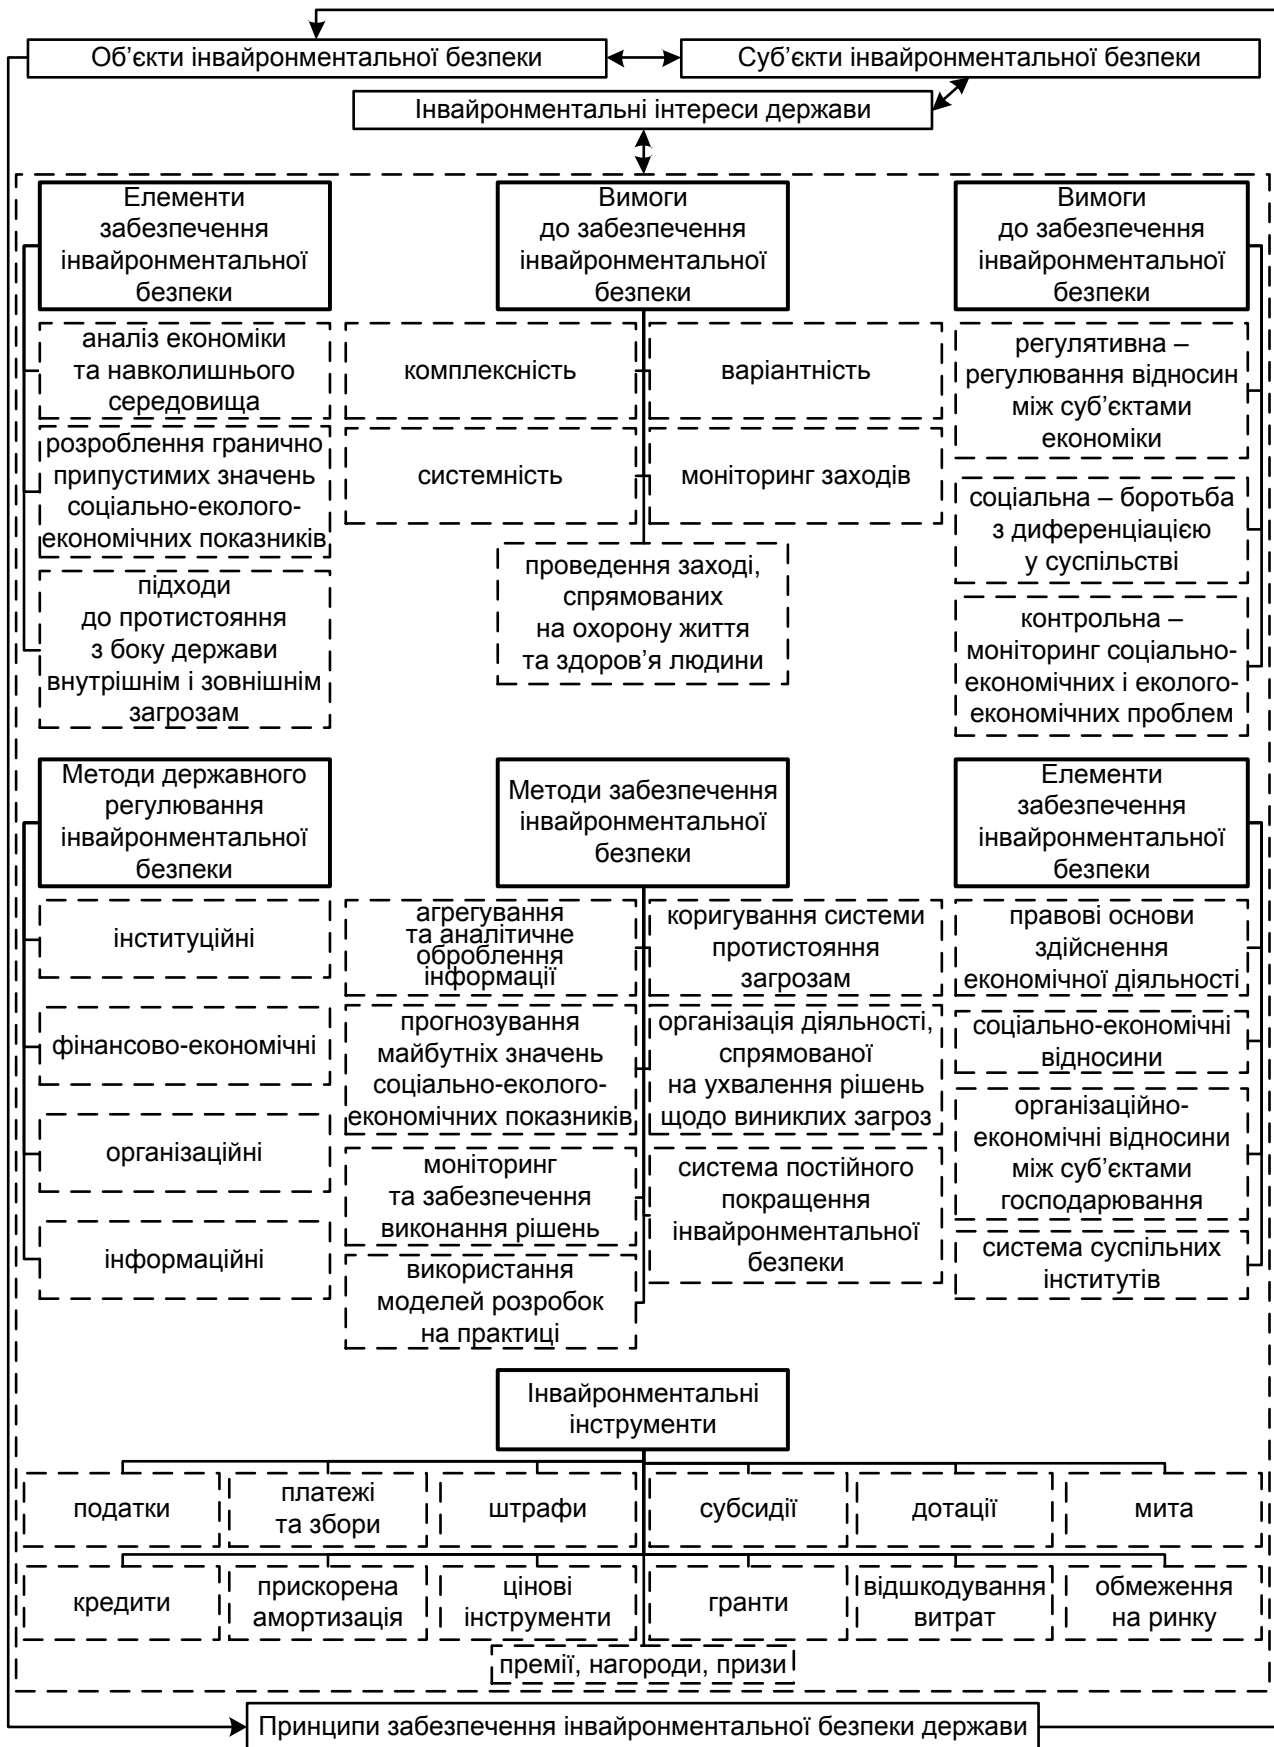 Об’єкти інвайронментальної безпеки
Суб’єкти інвайронментальної безпеки
Інвайронментальні інтереси держави
Елементи
забезпечення
інвайронментальної
безпеки
аналіз економіки
та навколишнього
середовища
розроблення гранично
припустимих значень
соціально-еколого-
економічних показників
підходи
до протистояння
з боку держави
внутрішнім і зовнішнім
загрозам
Вимоги
до забезпечення
інвайронментальної
безпеки
комплексність
варіантність
системність
моніторинг заходів
проведення заході,
спрямованих
на охорону життя
та здоров’я людини
Вимоги
до забезпечення
інвайронментальної
безпеки
регулятивна –
регулювання відносин
між суб’єктами
економіки
соціальна – боротьба
з диференціацією
у суспільстві
контрольна –
моніторинг соціально-
економічних і еколого-
економічних проблем
Методи державного
регулювання
інвайронментальної
безпеки
інституційні
фінансово-економічні
організаційні
інформаційні
Методи забезпечення
інвайронментальної
безпеки
агрегування
та аналітичне
оброблення
інформації
коригування системи
протистояння
загрозам
прогнозування
майбутніх значень
соціально-еколого-
економічних показників
організація діяльності,
спрямованої
на ухвалення рішень
щодо виниклих загроз
моніторинг
та забезпечення
виконання рішень
система постійного
покращення
інвайронментальної
безпеки
використання
моделей розробок
на практиці
Елементи
забезпечення
інвайронментальної
безпеки
правові основи
здійснення
економічної діяльності
соціально-економічні
відносини
організаційно-
економічні відносини
між суб’єктами
господарювання
система суспільних
інститутів
Інвайронментальні
інструменти
податки
платежі
та збори
штрафи
субсидії
дотації
мита
кредити
прискорена
амортизація
цінові
інструменти
гранти
відшкодування
витрат
обмеження
на ринку
премії, нагороди, призи
Принципи забезпечення інвайронментальної безпеки держави